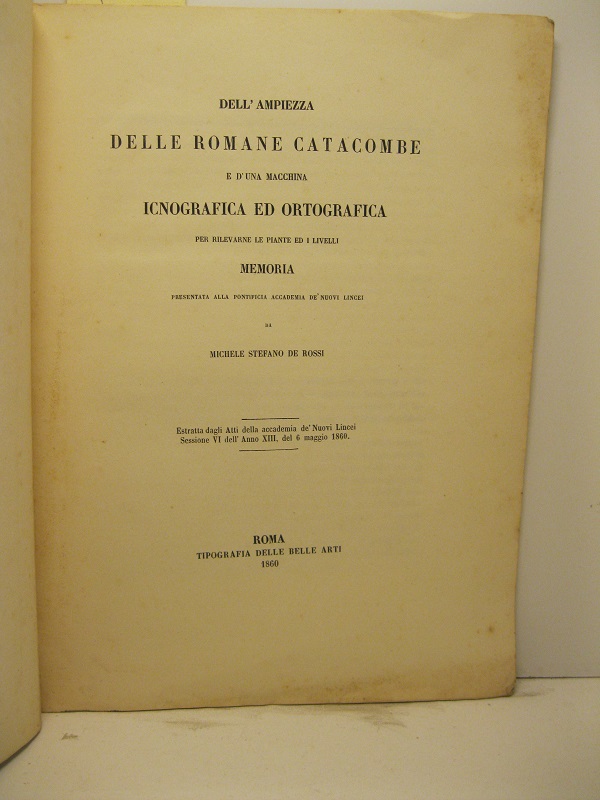 DELL' AMPIEZZA
DELLE ROMANE CATACOMBE
E D'UNA MACCHINA
ICNOGRAFICA ED ORTOGRAFICA
PER RILEVARNE LE PIANTE ED I LIVELLI
MEMORIA
PRESENTATA ALLA PONTIFICIA ACCADEMIA DE' NUOVI LINCEI
DA
MICHELE STEFANO DE ROSSI
Estratta dagli Atti della accademia de' Nuovi Lincei
Sessione VI dell' Anno XIII, del 6 maggio 1860.
ROMA
TIPOGRAFIA DELLE BELLE ARTI
1860